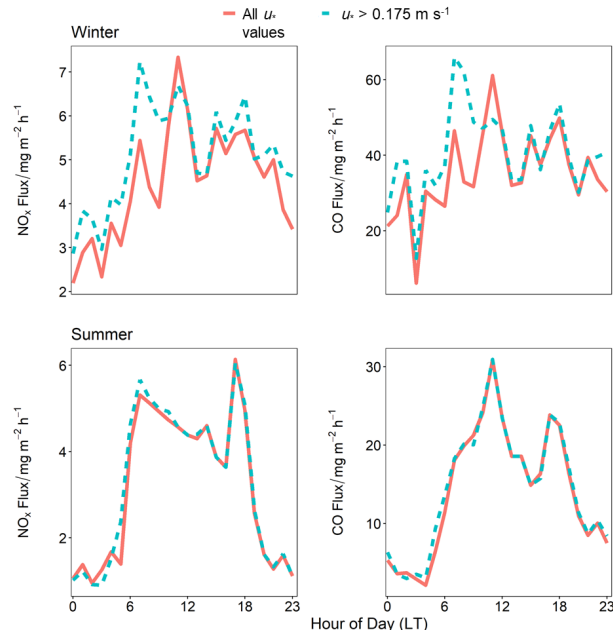 All u* values
u* > 0.175 m s⁻¹
Winter
NOₓ Flux/mg m⁻² h⁻¹
7
6
5
4
3
2
CO Flux/mg m⁻² h⁻¹
60
40
20
Summer
NOₓ Flux/mg m⁻² h⁻¹
6
4
2
0
6
12
18
23
CO Flux/mg m⁻² h⁻¹
30
20
10
0
6
12
18
23
Hour of Day (LT)